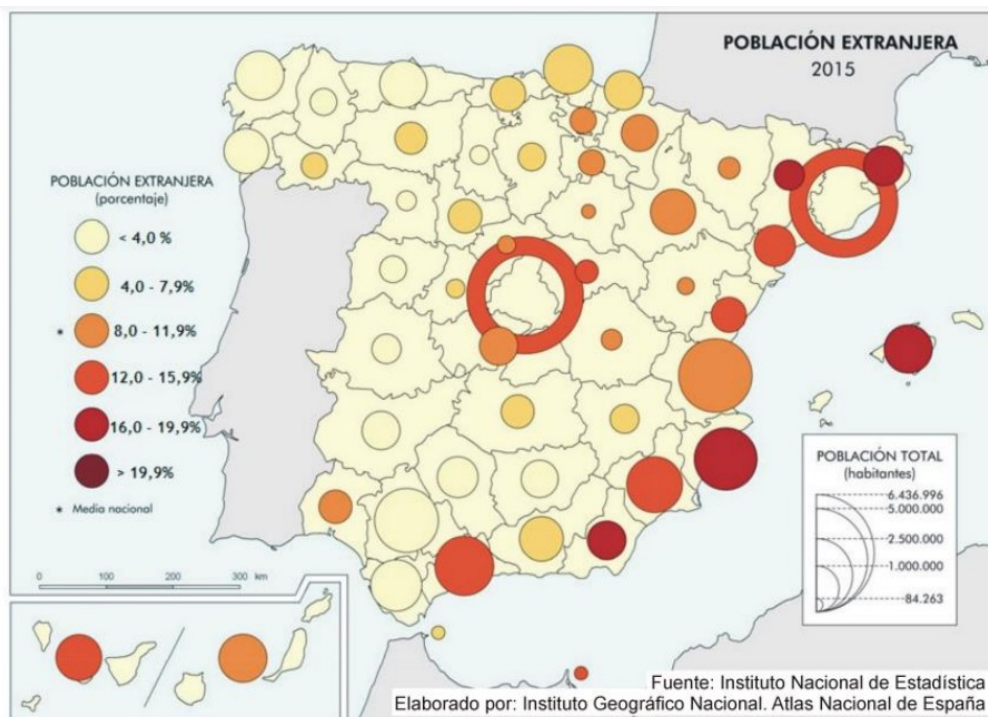 POBLACIÓN EXTRANJERA
2015
POBLACIÓN EXTRANJERA
(porcentaje)
< 4,0 %
4,0 - 7,9%
* 8,0 - 11,9%
12,0 - 15,9%
16,0 - 19,9%
> 19,9%
* Media nacional
0 100 200 300 km
POBLACIÓN TOTAL
(habitantes)
6.436.996
5.000.000
2.500.000
1.000.000
84.263
Fuente: Instituto Nacional de Estadística
Elaborado por: Instituto Geográfico Nacional. Atlas Nacional de España